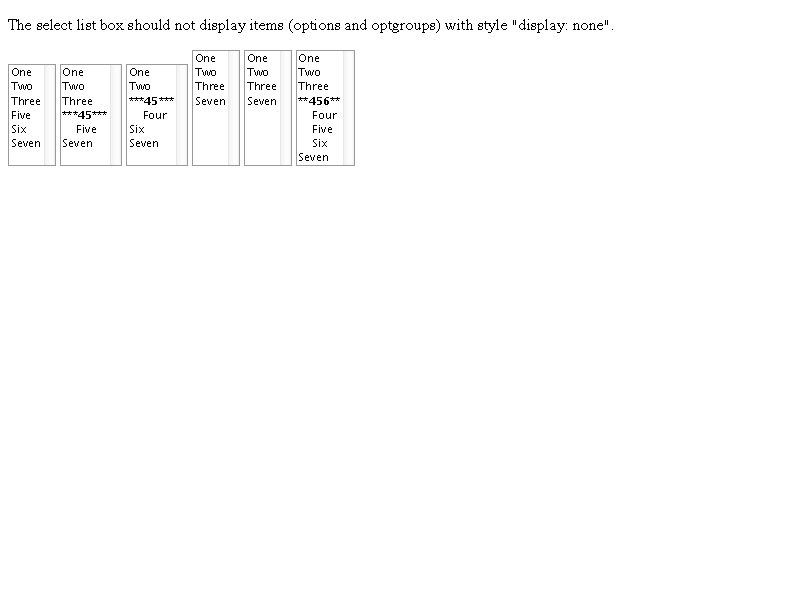 The select list box should not display items (options and optgroups) with style "display: none".
One
Two
Three
Five
Six
Seven
One
Two
Three
***45***
Five
Seven
One
Two
***45***
Four
Six
Seven
One
Two
Three
Seven
One
Two
Three
Seven
One
Two
Three
**456**
Four
Five
Six
Seven